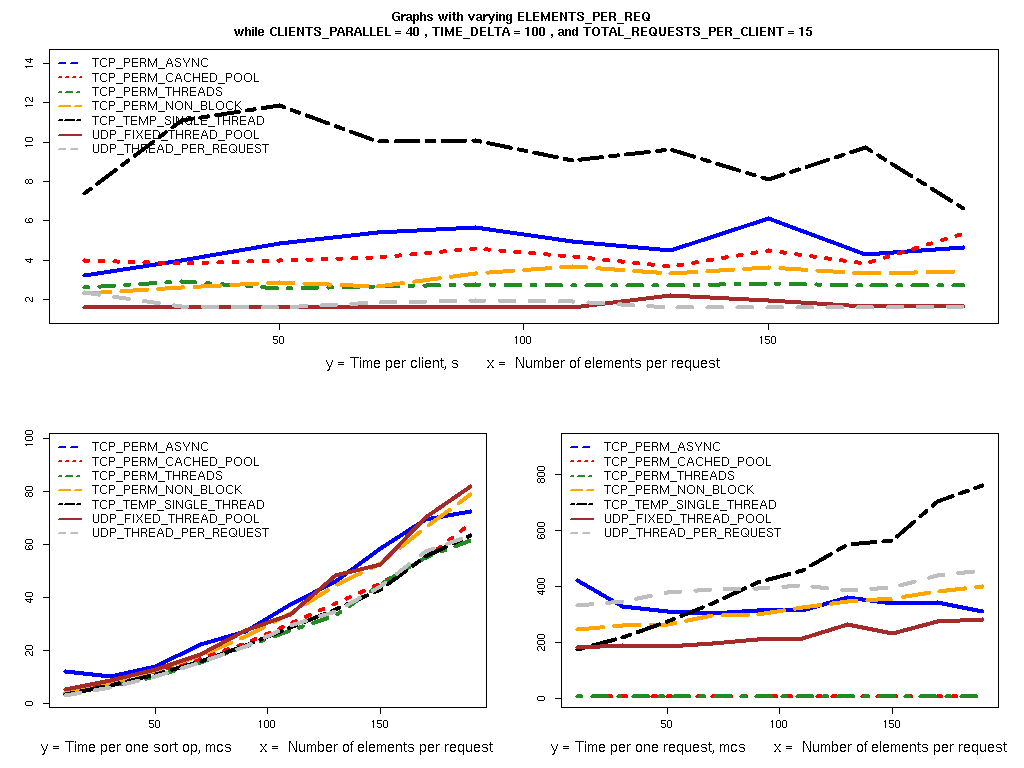 Graphs with varying ELEMENTS_PER_REQ
while CLIENTS_PARALLEL = 40 , TIME_DELTA = 100 , and TOTAL_REQUESTS_PER_CLIENT = 15
TCP_PERM_ASYNC
TCP_PERM_CACHED_POOL
TCP_PERM_THREADS
TCP_PERM_NON_BLOCK
TCP_TEMP_SINGLE_THREAD
UDP_FIXED_THREAD_POOL
UDP_THREAD_PER_REQUEST
14
12
10
8
6
4
2
50 100 150
y = Time per client, s x = Number of elements per request
TCP_PERM_ASYNC
TCP_PERM_CACHED_POOL
TCP_PERM_THREADS
TCP_PERM_NON_BLOCK
TCP_TEMP_SINGLE_THREAD
UDP_FIXED_THREAD_POOL
UDP_THREAD_PER_REQUEST
100
80
60
40
20
0
50 100 150
y = Time per one sort op, mcs x = Number of elements per request
TCP_PERM_ASYNC
TCP_PERM_CACHED_POOL
TCP_PERM_THREADS
TCP_PERM_NON_BLOCK
TCP_TEMP_SINGLE_THREAD
UDP_FIXED_THREAD_POOL
UDP_THREAD_PER_REQUEST
800
600
400
200
0
50 100 150
y = Time per one request, mcs x = Number of elements per request